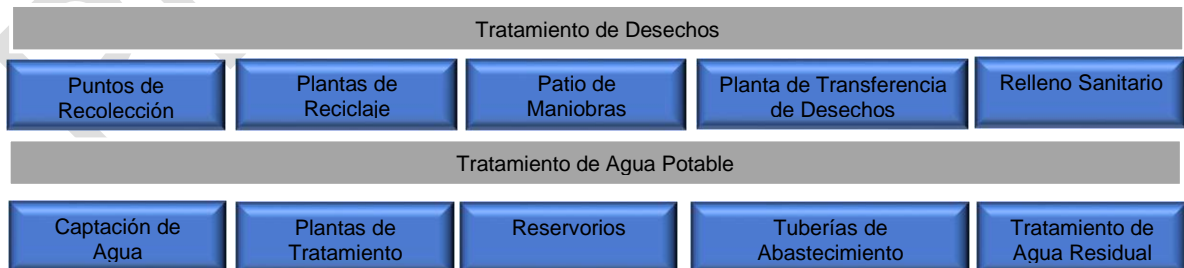 Tratamiento de Desechos
Puntos de
Recolección
Plantas de
Reciclaje
Patio de
Maniobras
Planta de Transferencia
de Desechos
Relleno Sanitario
Tratamiento de Agua Potable
Captación de
Agua
Plantas de
Tratamiento
Reservorios
Tuberías de
Abastecimiento
Tratamiento de
Agua Residual